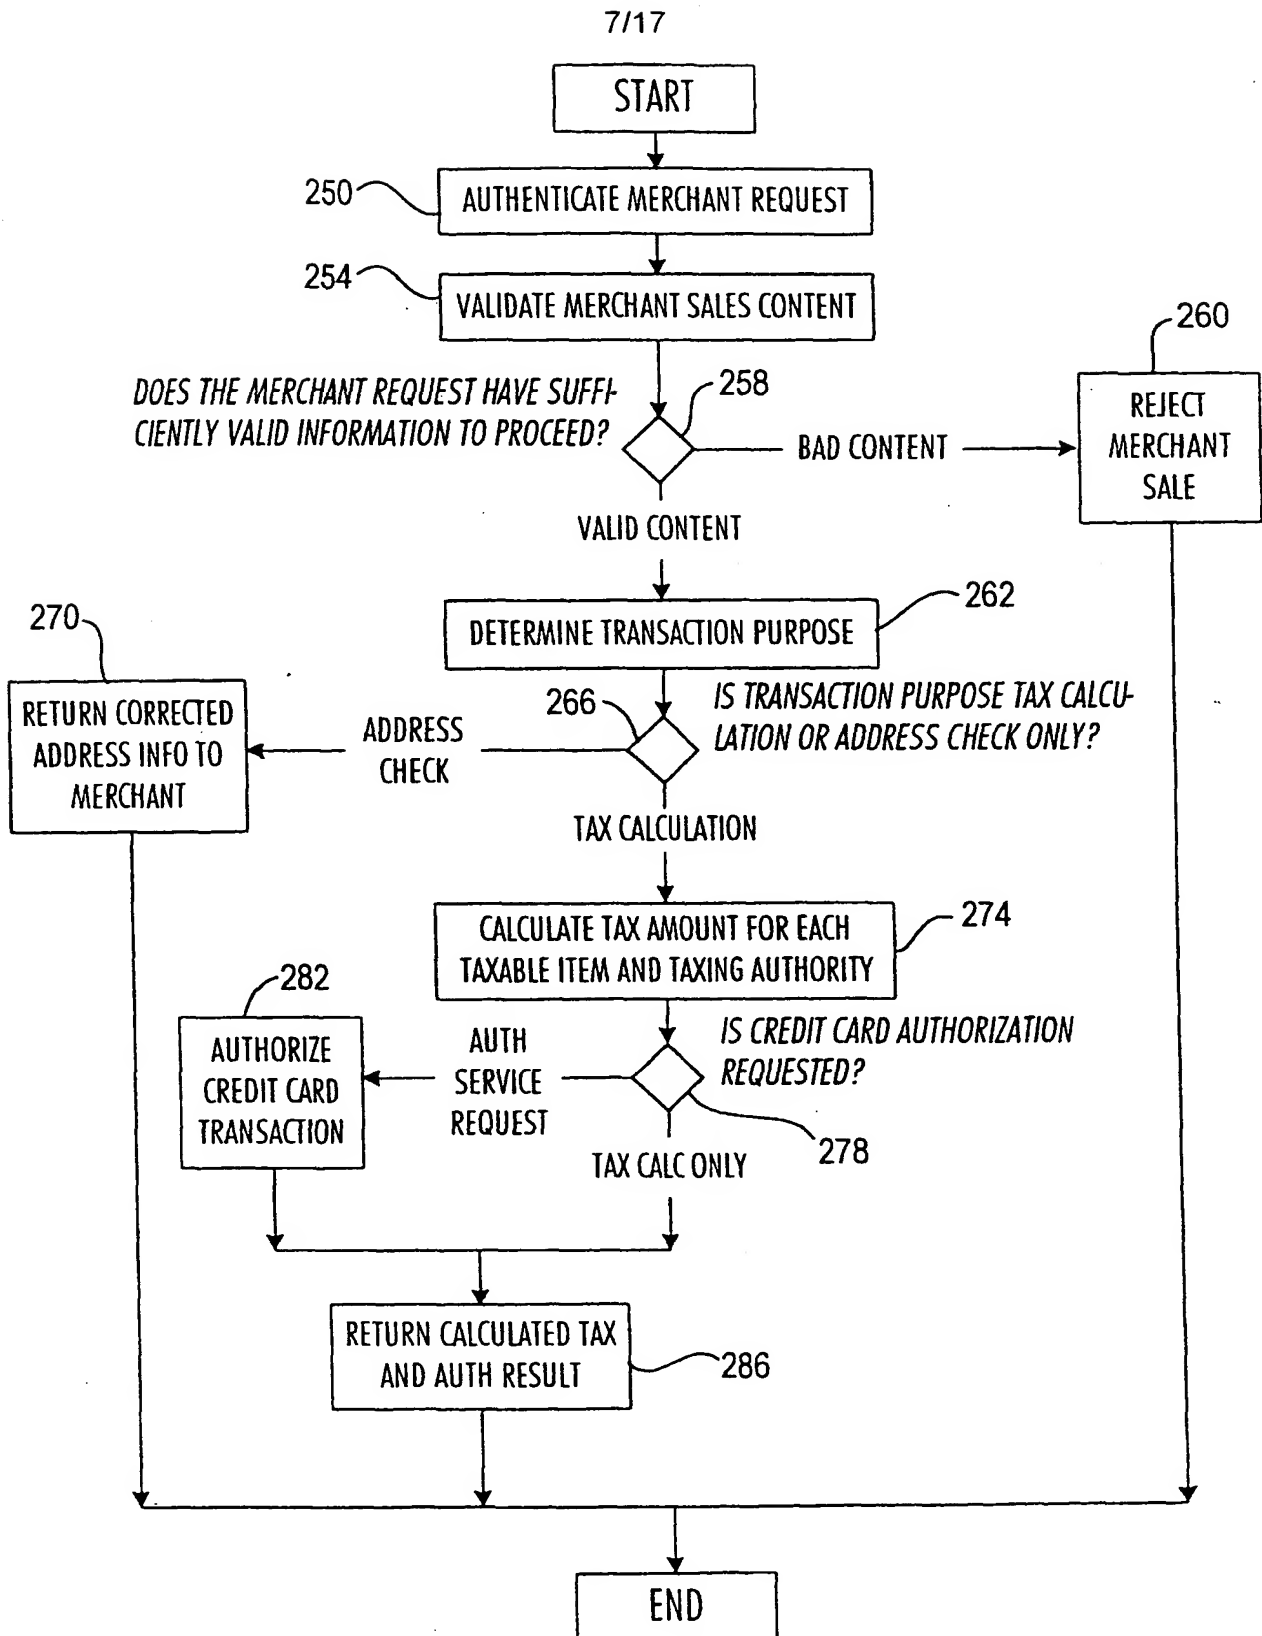 7/17
START
250
AUTHENTICATE MERCHANT REQUEST
254
VALIDATE MERCHANT SALES CONTENT
260
DOES THE MERCHANT REQUEST HAVE SUFFI-
CIENTLY VALID INFORMATION TO PROCEED?
258
REJECT
MERCHANT
SALE
BAD CONTENT
VALID CONTENT
262
DETERMINE TRANSACTION PURPOSE
270
RETURN CORRECTED
ADDRESS INFO TO
MERCHANT
ADDRESS
CHECK
266
IS TRANSACTION PURPOSE TAX CALCU-
LATION OR ADDRESS CHECK ONLY?
TAX CALCULATION
274
CALCULATE TAX AMOUNT FOR EACH
TAXABLE ITEM AND TAXING AUTHORITY
282
AUTHORIZE
CREDIT CARD
TRANSACTION
AUTH
SERVICE
REQUEST
IS CREDIT CARD AUTHORIZATION
REQUESTED?
278
TAX CALC ONLY
RETURN CALCULATED TAX
AND AUTH RESULT
286
END